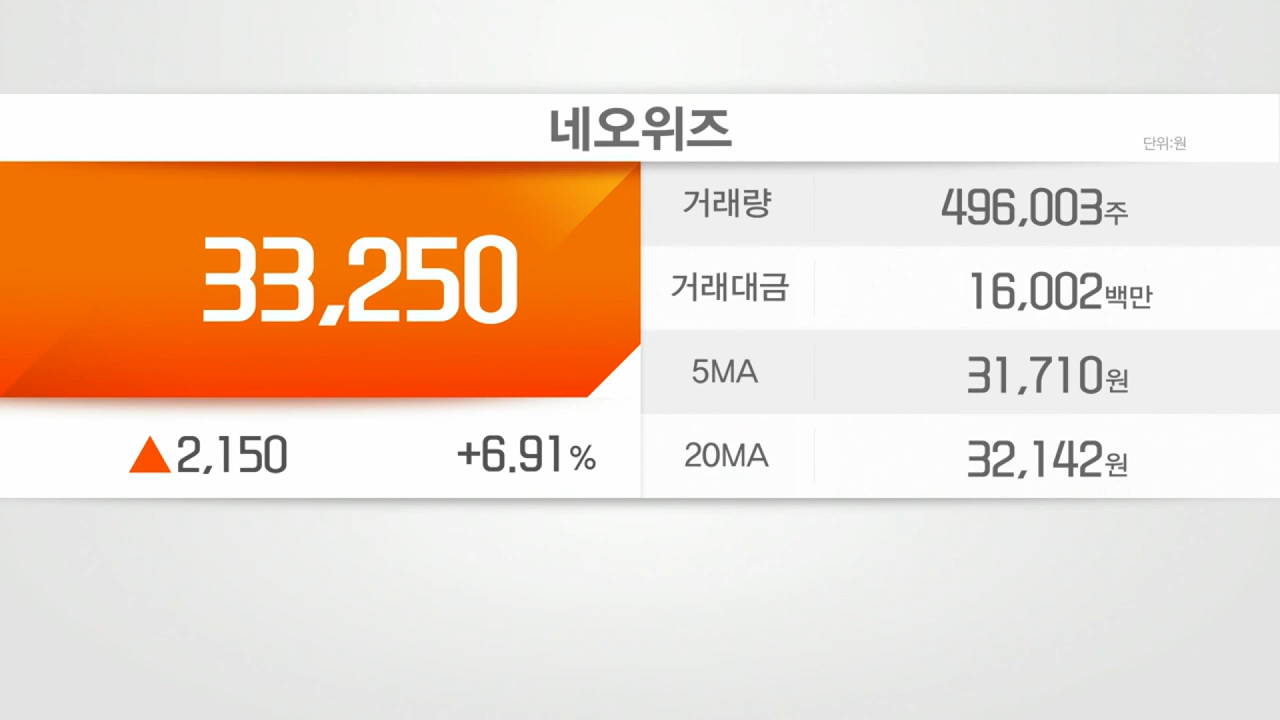 네오위즈
단위:원
33,250
▲2,150 +6.91%
거래량 496,003주
거래대금 16,002백만
5MA 31,710원
20MA 32,142원